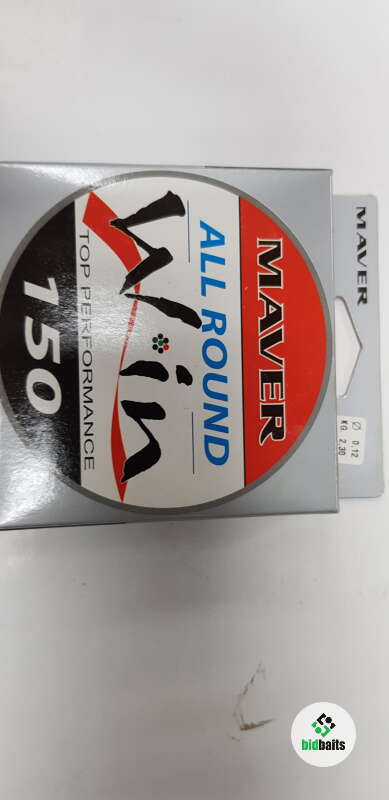 MAVER
Ø 0,12
KG. 2,30
MAVER
ALL ROUND
Win
TOP PERFORMANCE
150
bidbaits